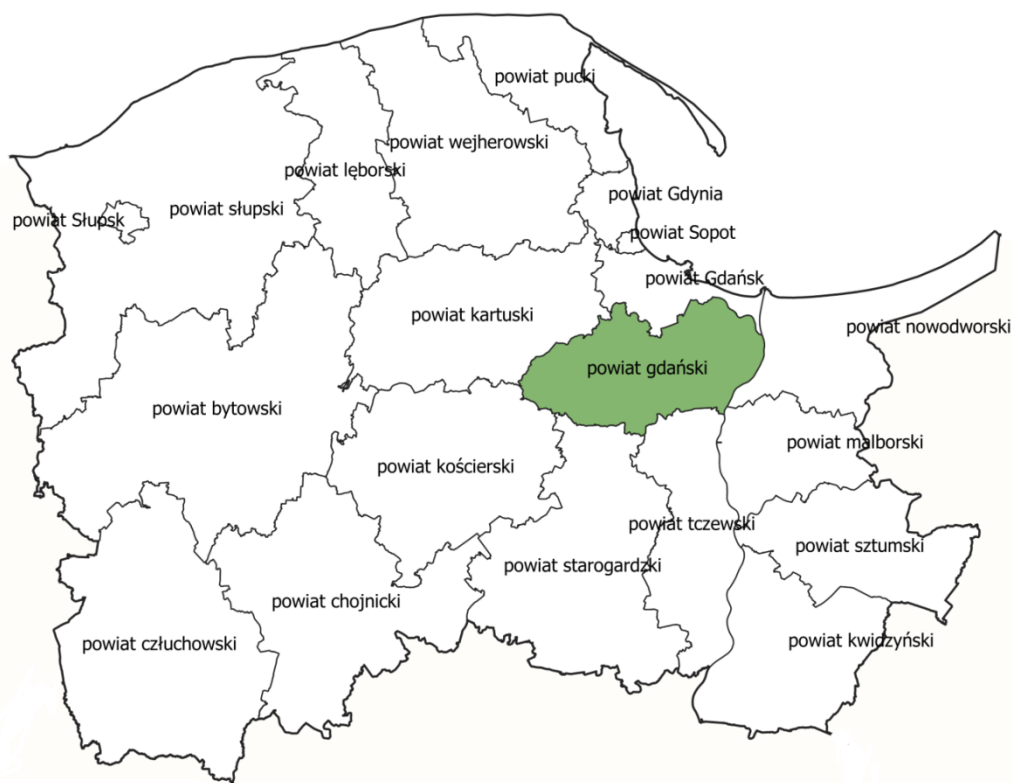 powiat pucki
powiat wejherowski
powiat lęborski
powiat Gdynia
powiat słupski
powiat Słupsk
powiat Sopot
powiat Gdańsk
powiat kartuski
powiat nowodworski
powiat gdański
powiat bytowski
powiat malborski
powiat kościerski
powiat tczewski
powiat sztumski
powiat starogardzki
powiat chojnicki
powiat kwidzyński
powiat człuchowski